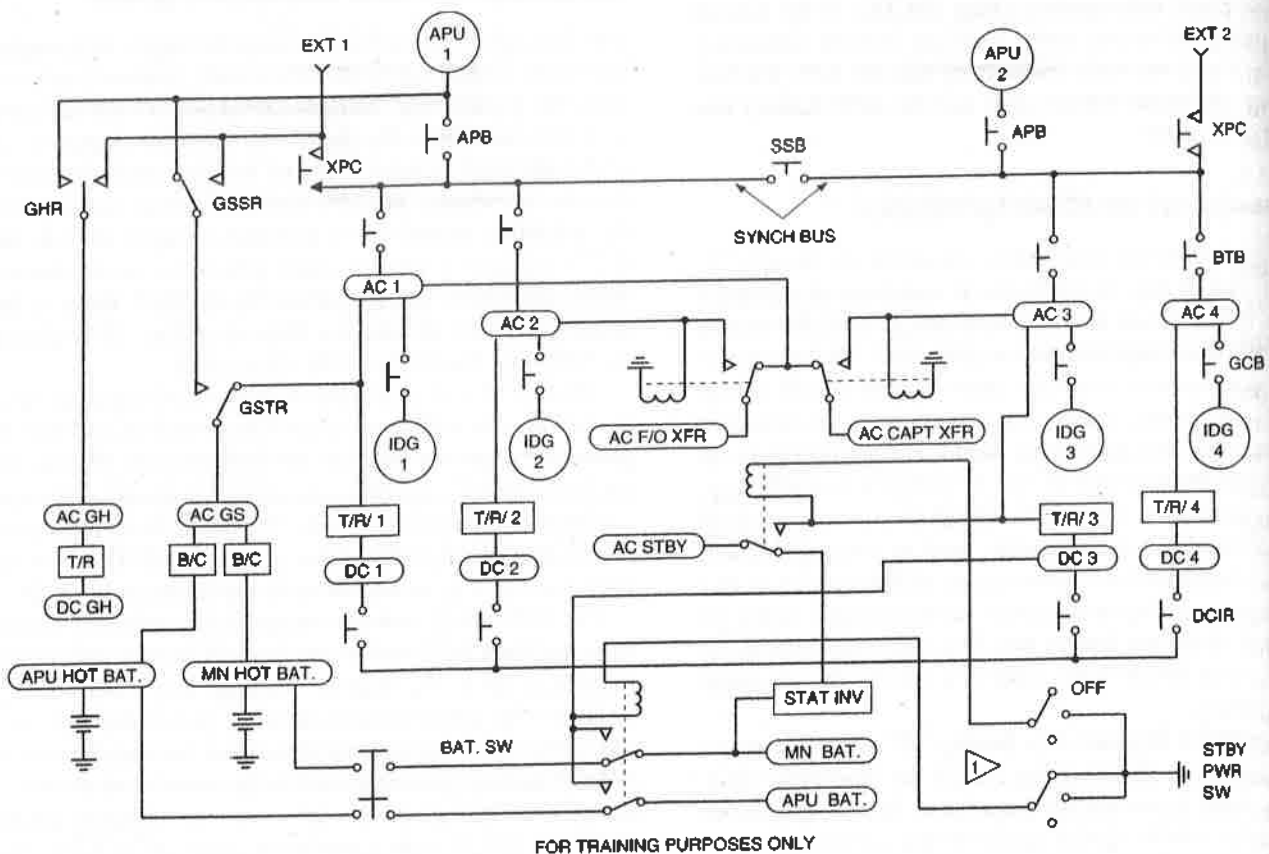 EXT 1
APU 1
APU 2
EXT 2
APB
SSB
APB
XPC
XPC
GHR
GSSR
SYNCH BUS
BTB
AC 1
AC 2
AC 3
AC 4
GCB
GSTR
IDG 1
IDG 2
AC F/O XFR
AC CAPT XFR
IDG 3
IDG 4
AC GH
AC GS
T/R/ 1
T/R/ 2
T/R/ 3
T/R/ 4
T/R
B/C
B/C
AC STBY
DC 1
DC 2
DC 3
DC 4
DC GH
DCIR
APU HOT BAT.
MN HOT BAT.
OFF
STAT INV
BAT. SW
MN BAT.
1
STBY
PWR
SW
APU BAT.
FOR TRAINING PURPOSES ONLY